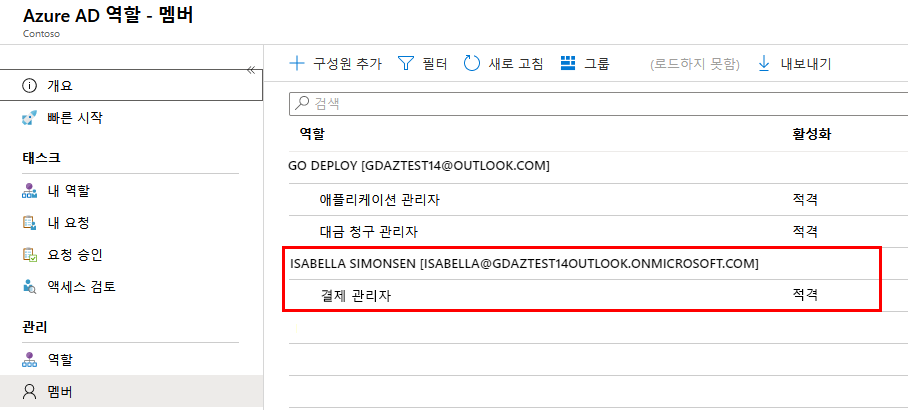 Azure AD 역할 - 멤버
Contoso
«
개요
빠른 시작
태스크
내 역할
내 요청
요청 승인
액세스 검토
관리
역할
멤버
구성원 추가 필터 새로 고침 그룹 (로드하지 못함) 내보내기
검색
역할 활성화
GO DEPLOY [GDAZTEST14@OUTLOOK.COM]
애플리케이션 관리자 적격
대금 청구 관리자 적격
ISABELLA SIMONSEN [ISABELLA@GDAZTEST14OUTLOOK.ONMICROSOFT.COM]
결제 관리자 적격